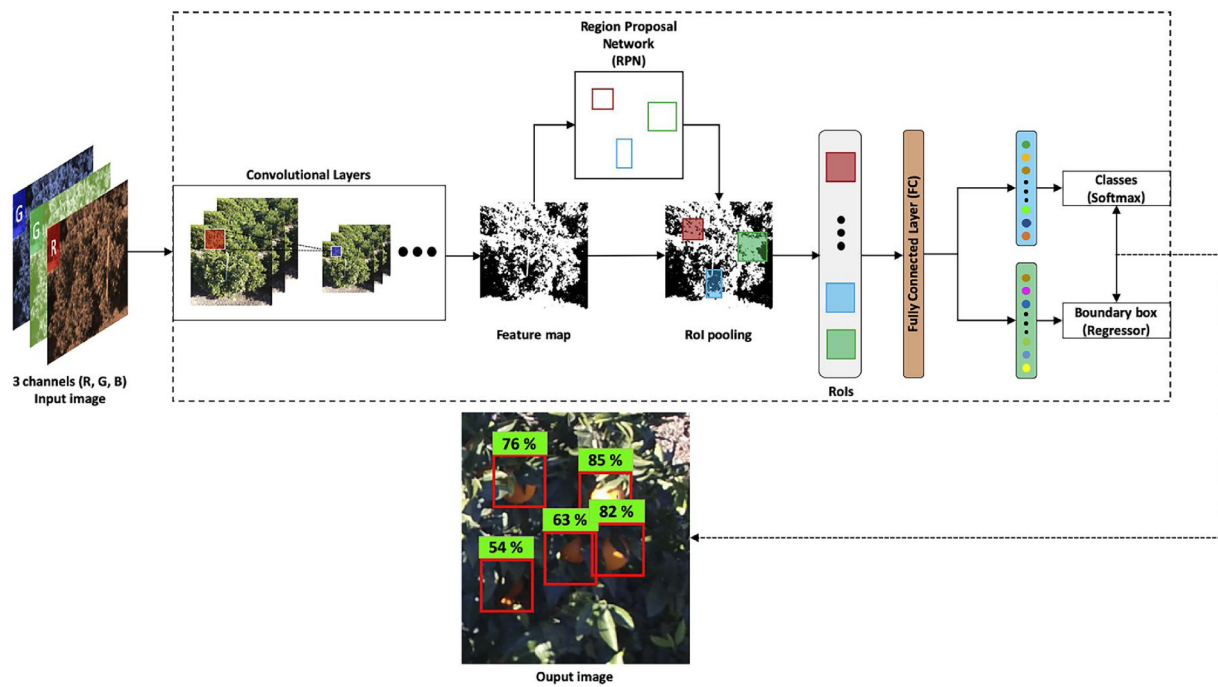 Region Proposal
Network
(RPN)
Convolutional Layers
G
G
R
3 channels (R, G, B)
Input image
Feature map
RoI pooling
RoIs
Fully Connected Layer (FC)
Classes
(Softmax)
Boundary box
(Regressor)
76 %
85 %
63 %
82 %
54 %
Ouput image